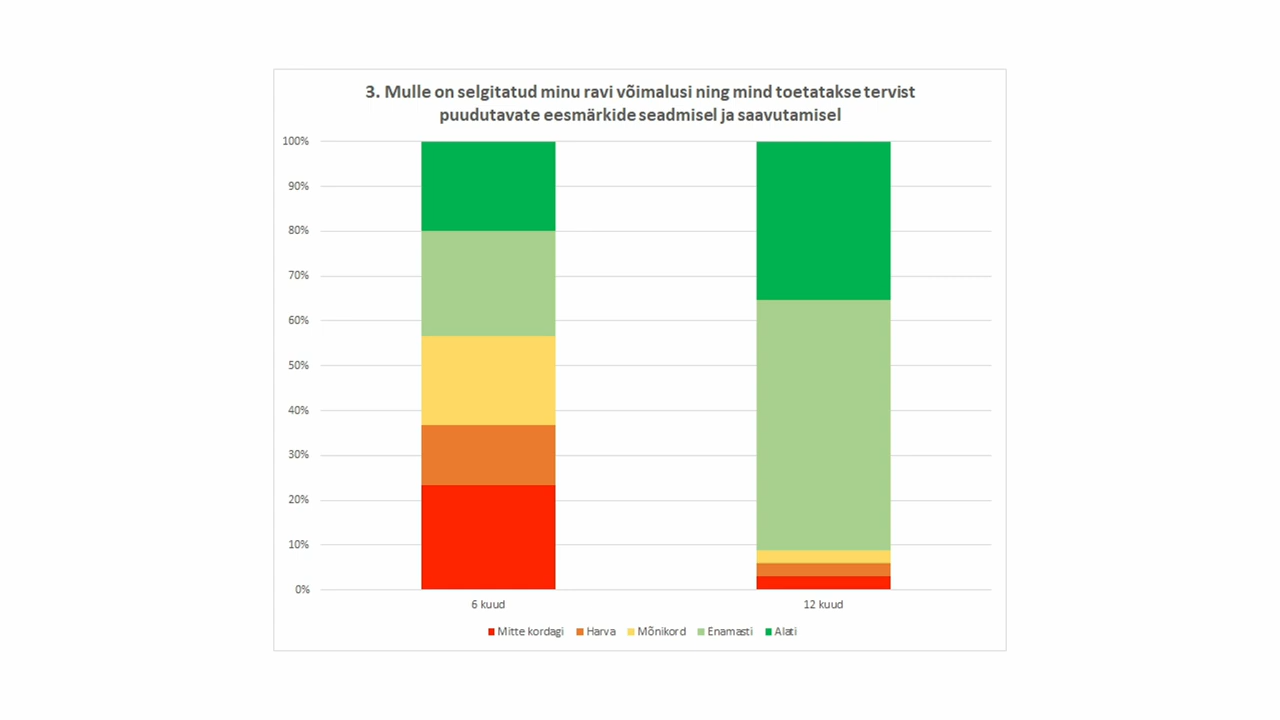 3. Mulle on selgitatud minu ravi võimalusi ning mind toetatakse tervist
puudutavate eesmärkide seadmisel ja saavutamisel
100%
90%
80%
70%
60%
50%
40%
30%
20%
10%
0%
6 kuud 12 kuud
Mitte kordagi Harva Mõnikord Enamasti Alati